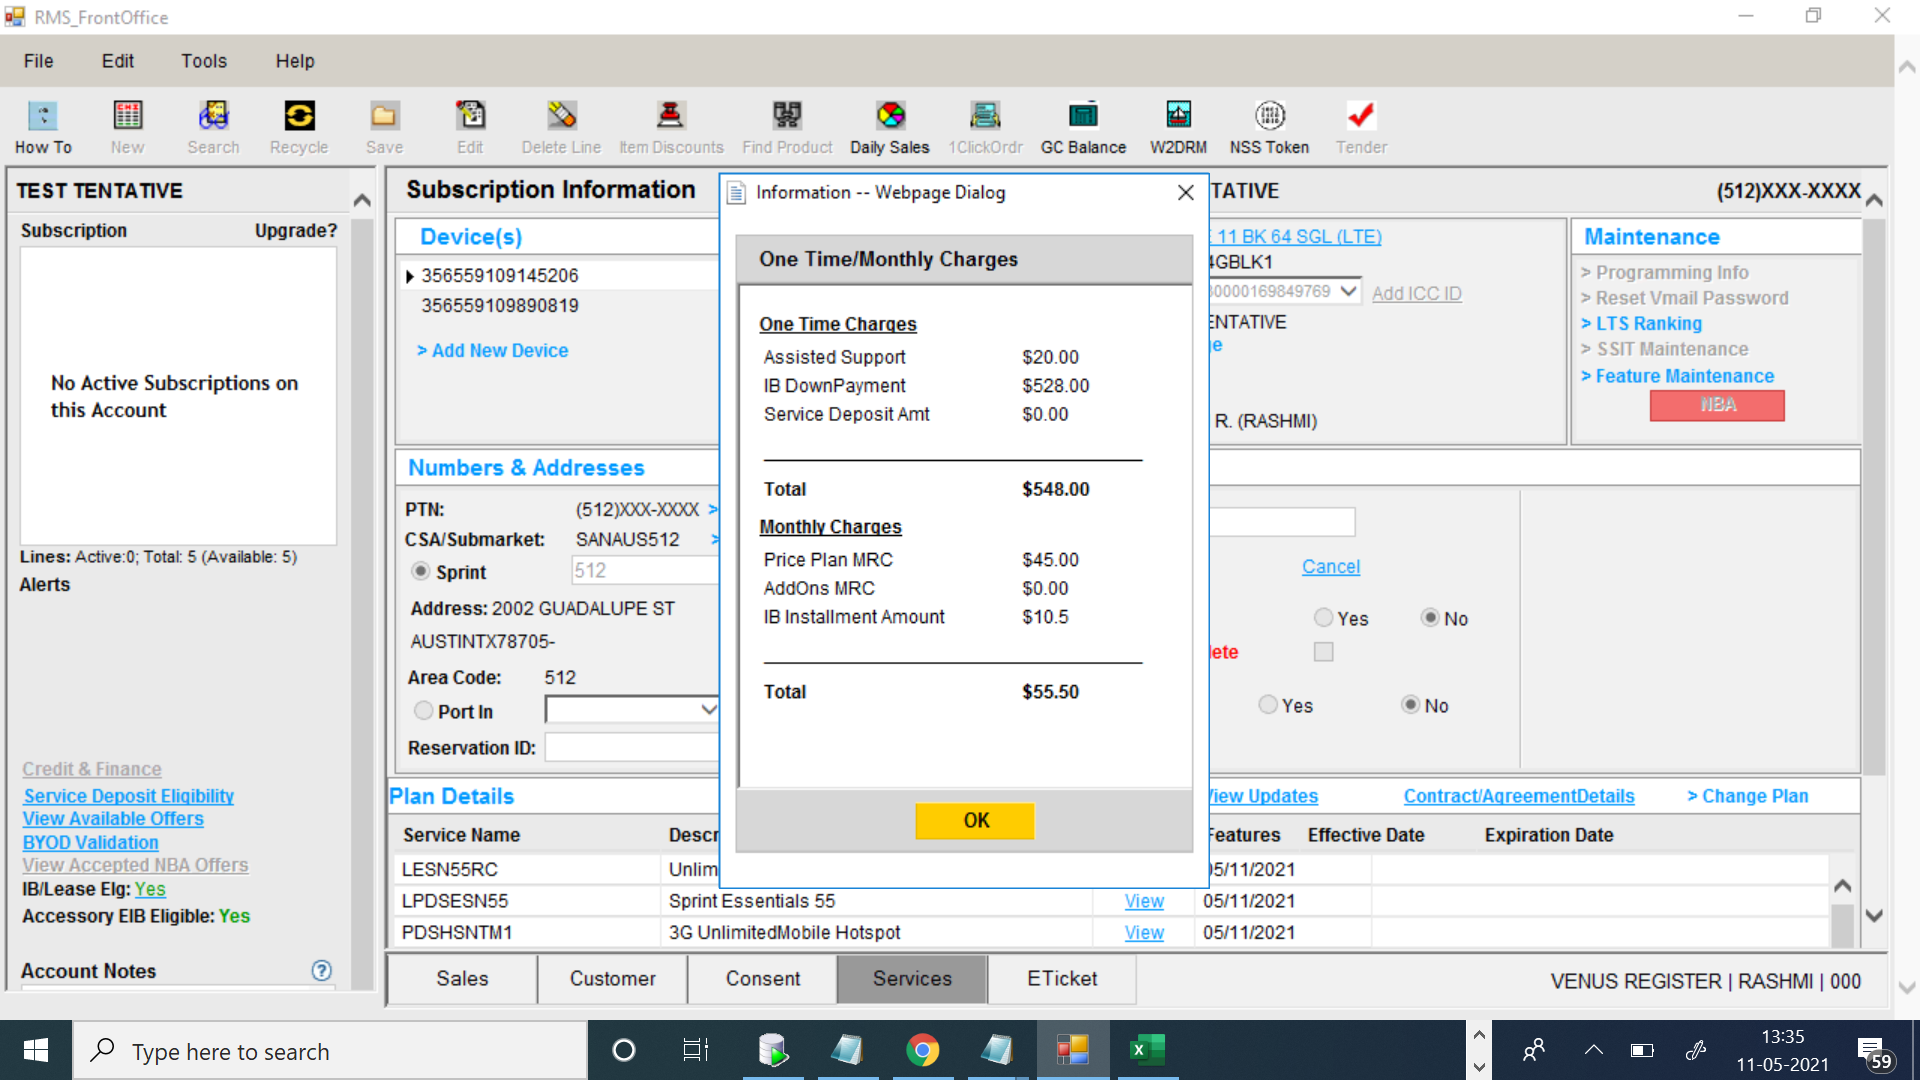 RMS_FrontOffice
File Edit Tools Help
How To New Search Recycle Save Edit Delete Line Item Discounts Find Product Daily Sales 1ClickOrdr GC Balance W2DRM NSS Token Tender
TEST TENTATIVE
Subscription Upgrade?
No Active Subscriptions on
this Account
Lines: Active:0; Total: 5 (Available: 5)
Alerts
Credit & Finance
Service Deposit Eligibility
View Available Offers
BYOD Validation
View Accepted NBA Offers
IB/Lease Elg: Yes
Accessory EIB Eligible: Yes
Account Notes
?
Subscription Information
TATIVE (512)XXX-XXXX
Device(s)
356559109145206
356559109890819
> Add New Device
11 BK 64 SGL (LTE)
4GBLK1
0000169849769 Add ICC ID
ENTATIVE
R. (RASHMI)
Maintenance
> Programming Info
> Reset Vmail Password
> LTS Ranking
> SSIT Maintenance
> Feature Maintenance
NBA
Numbers & Addresses
PTN: (512)XXX-XXXX >
CSA/Submarket: SANAUS512 >
Sprint 512
Address: 2002 GUADALUPE ST
AUSTINTX78705-
Area Code: 512
Port In
Reservation ID:
Cancel
Yes No
lete
Yes No
Information -- Webpage Dialog
One Time/Monthly Charges
One Time Charges
Assisted Support $20.00
IB DownPayment $528.00
Service Deposit Amt $0.00
Total $548.00
Monthly Charges
Price Plan MRC $45.00
AddOns MRC $0.00
IB Installment Amount $10.5
Total $55.50
OK
Plan Details View Updates Contract/AgreementDetails > Change Plan
Service Name Descr Features Effective Date Expiration Date
LESN55RC Unlim 05/11/2021
LPDSESN55 Sprint Essentials 55 View 05/11/2021
PDSHSNTM1 3G UnlimitedMobile Hotspot View 05/11/2021
Sales Customer Consent Services ETicket
VENUS REGISTER | RASHMI | 000
Type here to search
13:35
11-05-2021
59